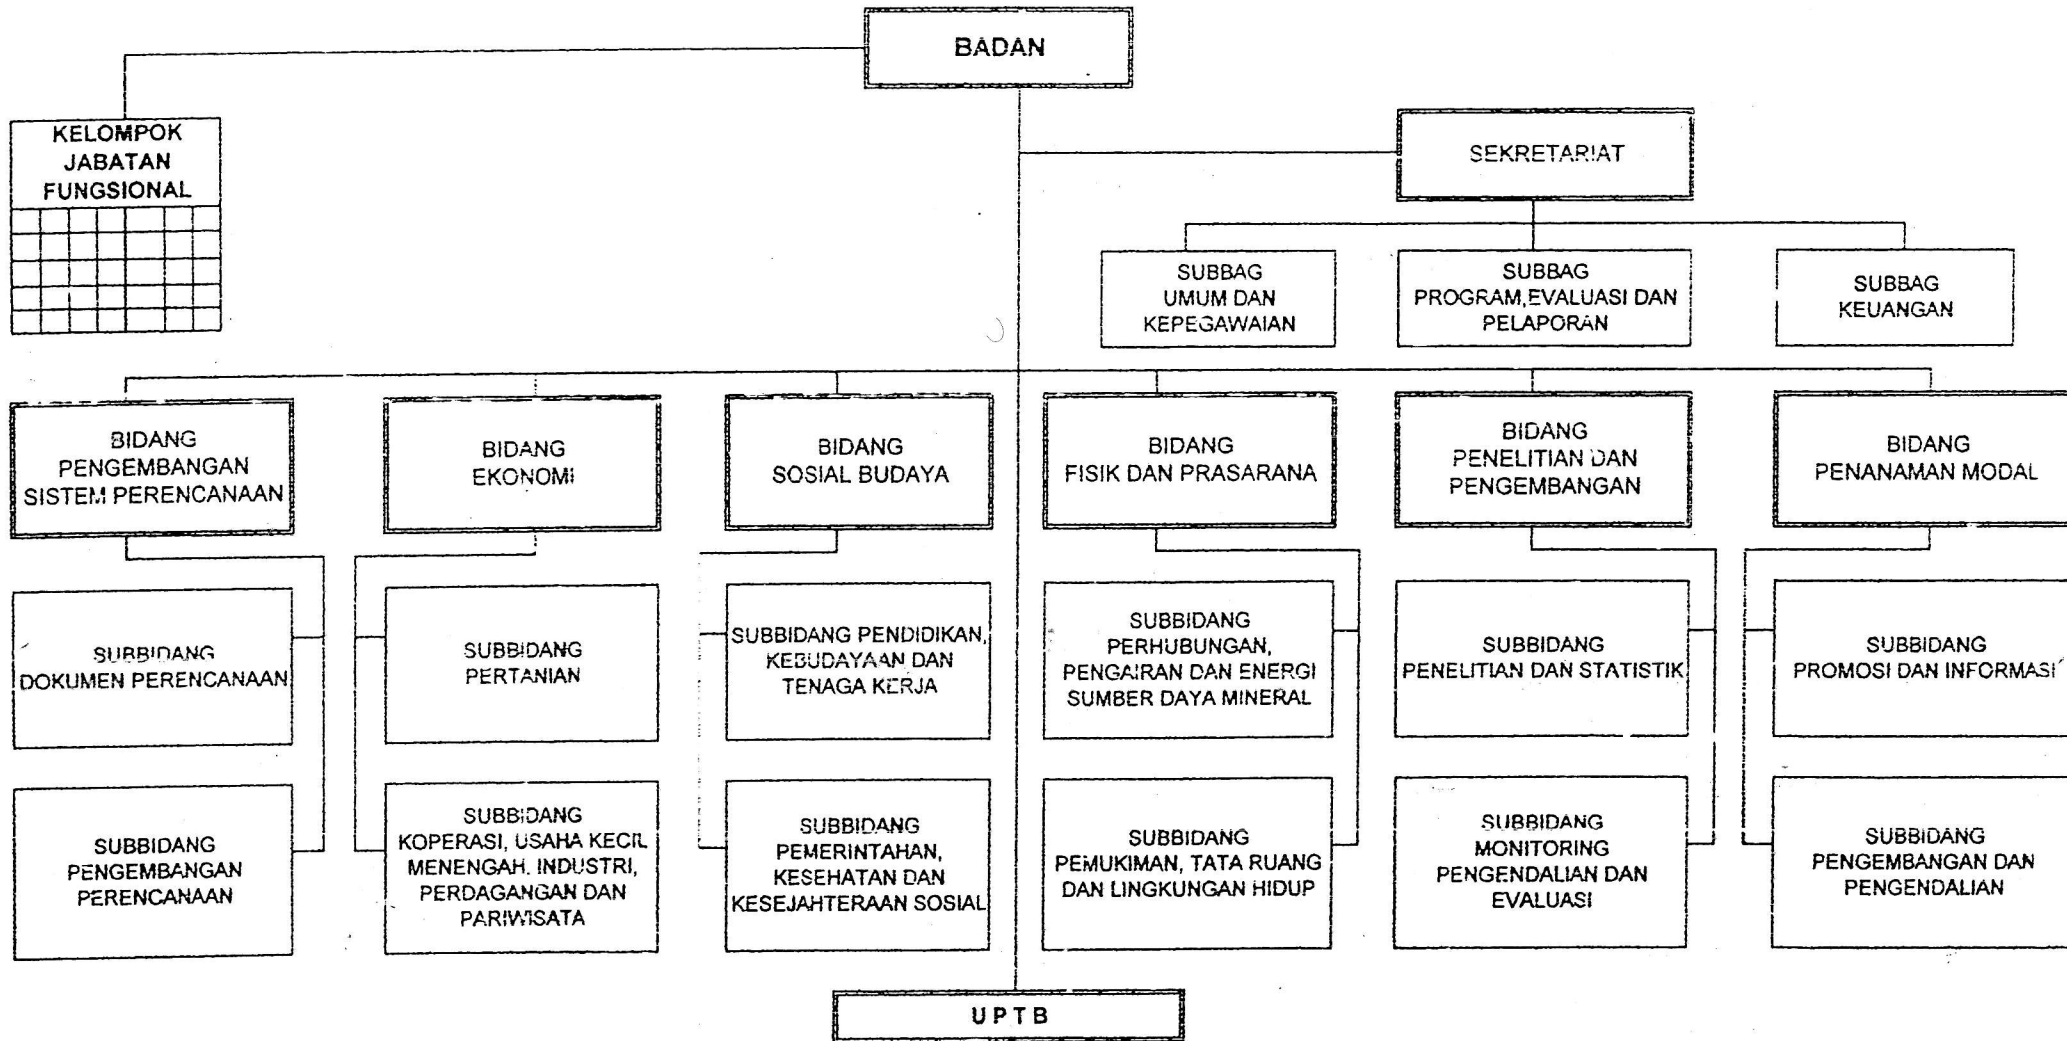 BADAN
KELOMPOK
JABATAN
FUNGSIONAL
SEKRETARIAT
SUBBAG
UMUM DAN
KEPEGAWAIAN
SUBBAG
PROGRAM,EVALUASI DAN
PELAPORAN
SUBBAG
KEUANGAN
BIDANG
PENGEMBANGAN
SISTEM PERENCANAAN
BIDANG
EKONOMI
BIDANG
SOSIAL BUDAYA
BIDANG
FISIK DAN PRASARANA
BIDANG
PENELITIAN DAN
PENGEMBANGAN
BIDANG
PENANAMAN MODAL
SUBBIDANG
DOKUMEN PERENCANAAN
SUBBIDANG
PERTANIAN
SUBBIDANG PENDIDIKAN,
KEBUDAYAAN DAN
TENAGA KERJA
SUBBIDANG
PERHUBUNGAN,
PENGAIRAN DAN ENERGI
SUMBER DAYA MINERAL
SUBBIDANG
PENELITIAN DAN STATISTIK
SUBBIDANG
PROMOSI DAN INFORMASI
SUBBIDANG
PENGEMBANGAN
PERENCANAAN
SUBBIDANG
KOPERASI, USAHA KECIL
MENENGAH, INDUSTRI,
PERDAGANGAN DAN
PARIWISATA
SUBBIDANG
PEMERINTAHAN,
KESEHATAN DAN
KESEJAHTERAAN SOSIAL
SUBBIDANG
PEMUKIMAN, TATA RUANG
DAN LINGKUNGAN HIDUP
SUBBIDANG
MONITORING
PENGENDALIAN DAN
EVALUASI
SUBBIDANG
PENGEMBANGAN DAN
PENGENDALIAN
U P T B